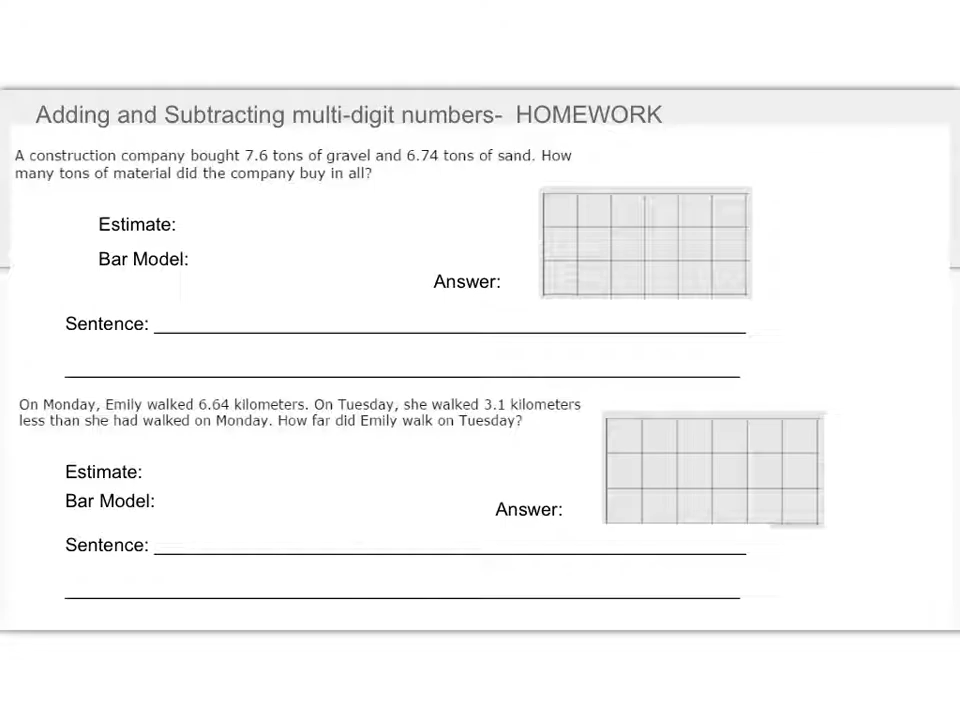 Adding and Subtracting multi-digit numbers-  HOMEWORK
A construction company bought 7.6 tons of gravel and 6.74 tons of sand. How
many tons of material did the company buy in all?
Estimate:
Bar Model:
Answer:
Sentence:
On Monday, Emily walked 6.64 kilometers. On Tuesday, she walked 3.1 kilometers
less than she had walked on Monday. How far did Emily walk on Tuesday?
Estimate:
Bar Model:
Answer:
Sentence: